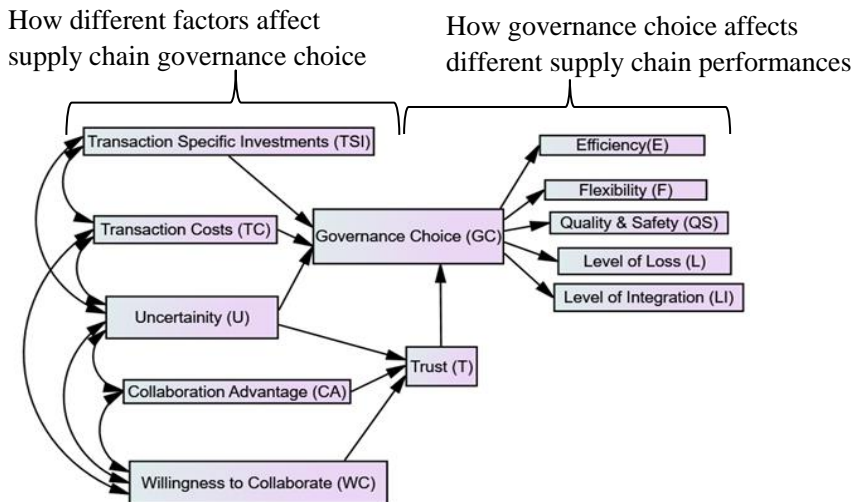 How different factors affect
supply chain governance choice
How governance choice affects
different supply chain performances
Transaction Specific Investments (TSI)
Transaction Costs (TC)
Uncertainity (U)
Collaboration Advantage (CA)
Willingness to Collaborate (WC)
Governance Choice (GC)
Trust (T)
Efficiency(E)
Flexibility (F)
Quality & Safety (QS)
Level of Loss (L)
Level of Integration (LI)